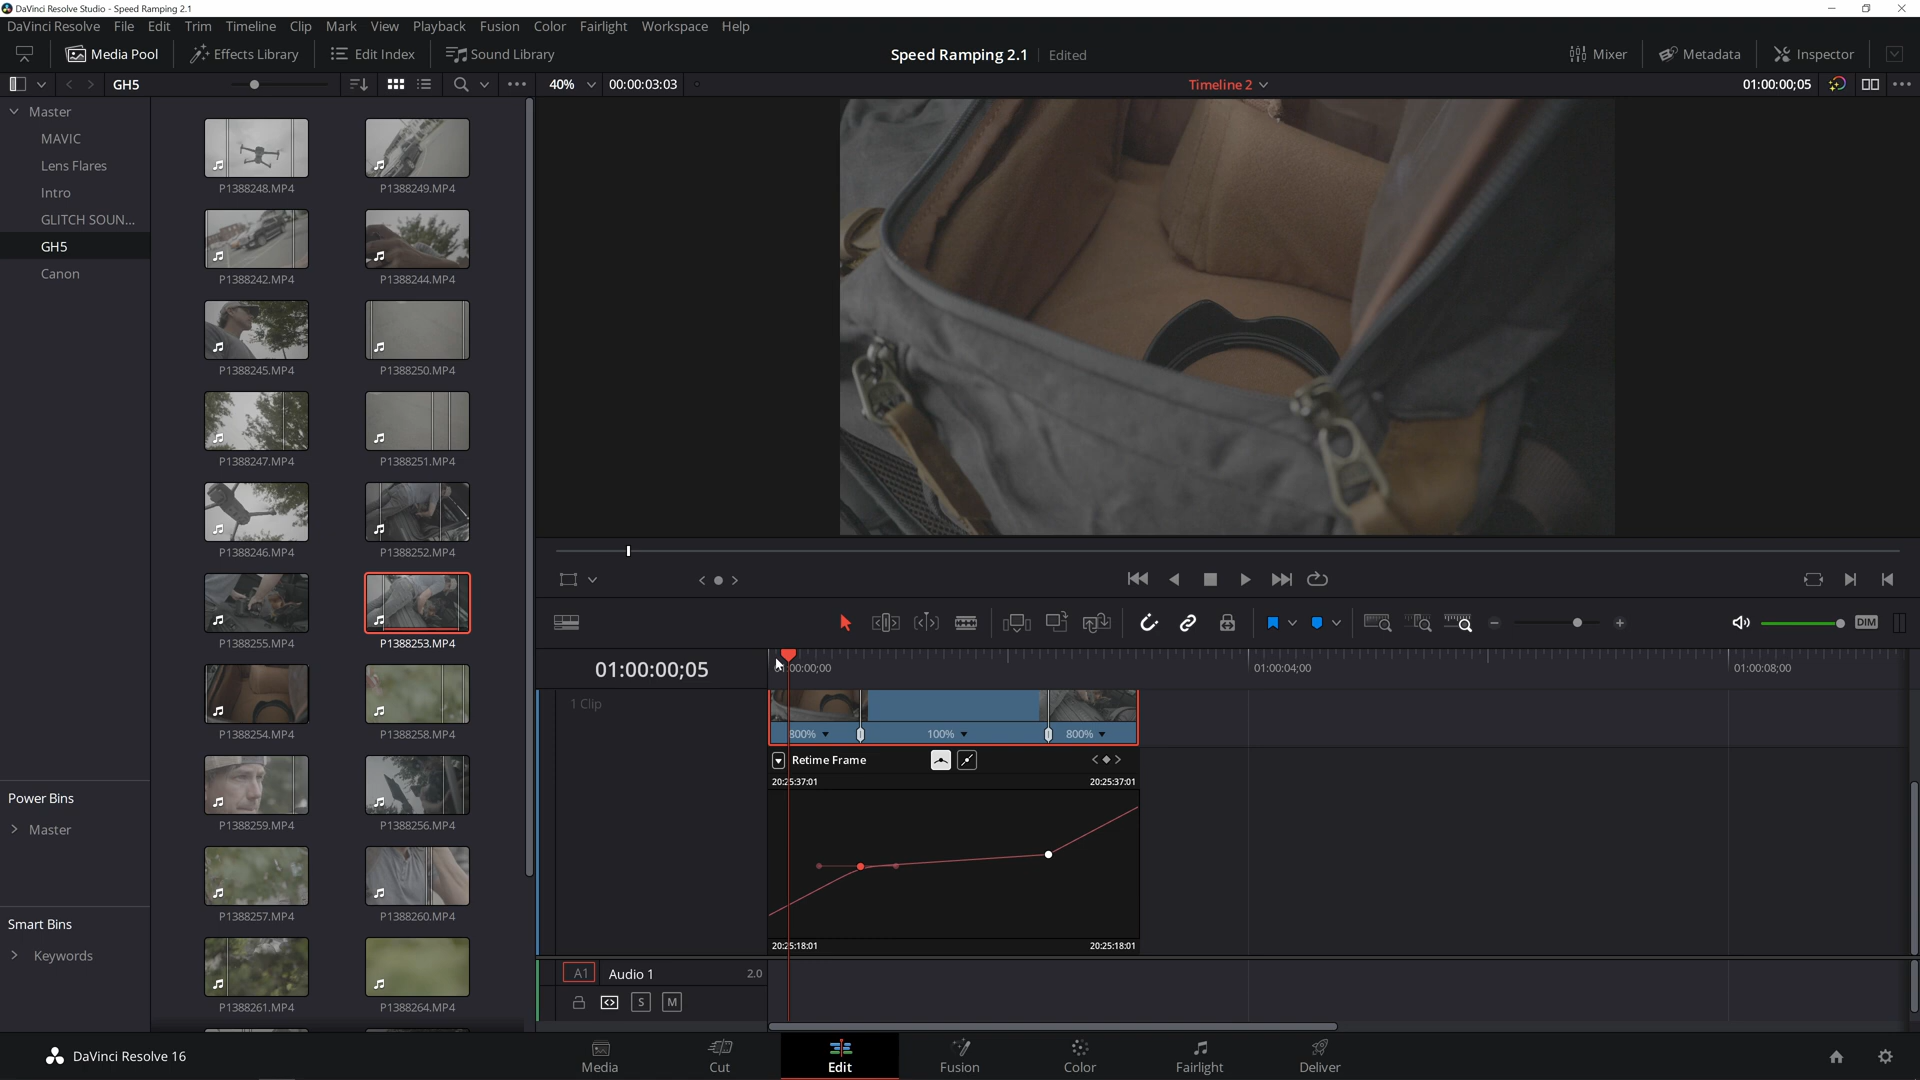 DaVinci Resolve Studio - Speed Ramping 2.1
DaVinci Resolve File Edit Trim Timeline Clip Mark View Playback Fusion Color Fairlight Workspace Help
Media Pool Effects Library Edit Index Sound Library Speed Ramping 2.1 Edited Mixer Metadata Inspector
GH5 40% 00:00:03:03 Timeline 2 01:00:00;05
Master
MAVIC
Lens Flares
Intro
GLITCH SOUN...
GH5
Canon
P1388248.MP4 P1388249.MP4
P1388242.MP4 P1388244.MP4
P1388245.MP4 P1388250.MP4
P1388247.MP4 P1388251.MP4
P1388246.MP4 P1388252.MP4
P1388255.MP4 P1388253.MP4
P1388254.MP4 P1388258.MP4
P1388259.MP4 P1388256.MP4
P1388257.MP4 P1388260.MP4
P1388261.MP4 P1388264.MP4
Power Bins
Master
Smart Bins
Keywords
DIM
01:00:00;05 00:00;00 01:00:04;00 01:00:08;00
1 Clip
800% 100% 800%
Retime Frame
20:25:37:01 20:25:37:01
20:25:18:01 20:25:18:01
A1 Audio 1 2.0
S M
DaVinci Resolve 16
Media Cut Edit Fusion Color Fairlight Deliver